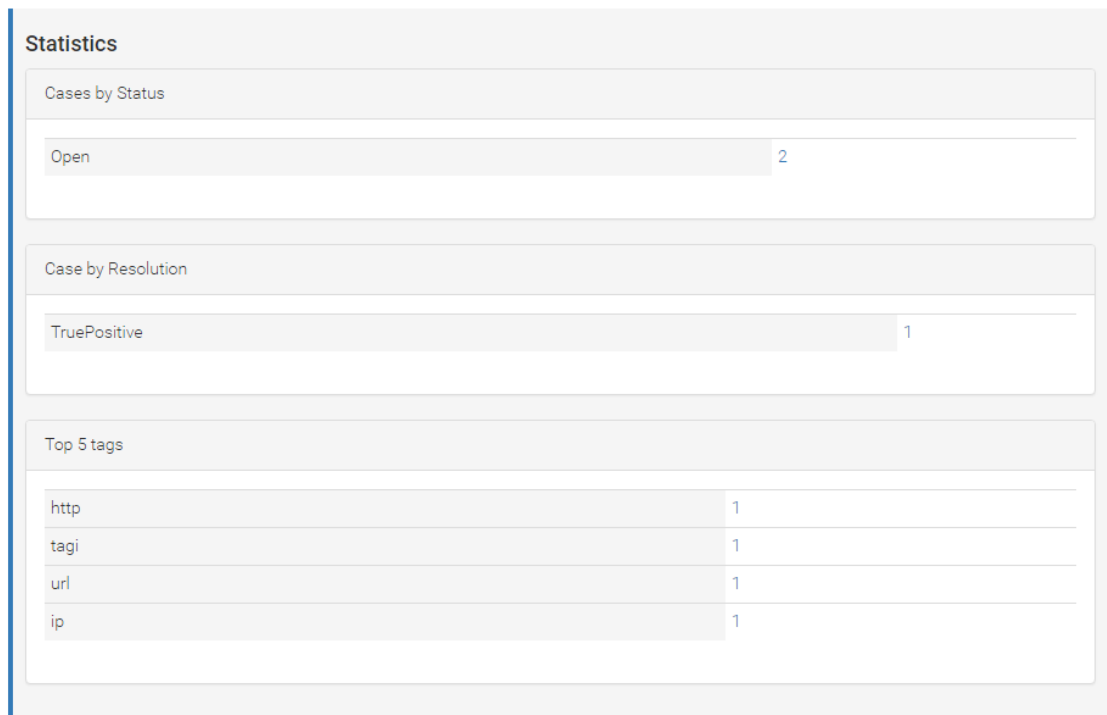 Statistics
Cases by Status
Open 2
Case by Resolution
TruePositive 1
Top 5 tags
http 1
tagi 1
url 1
ip 1